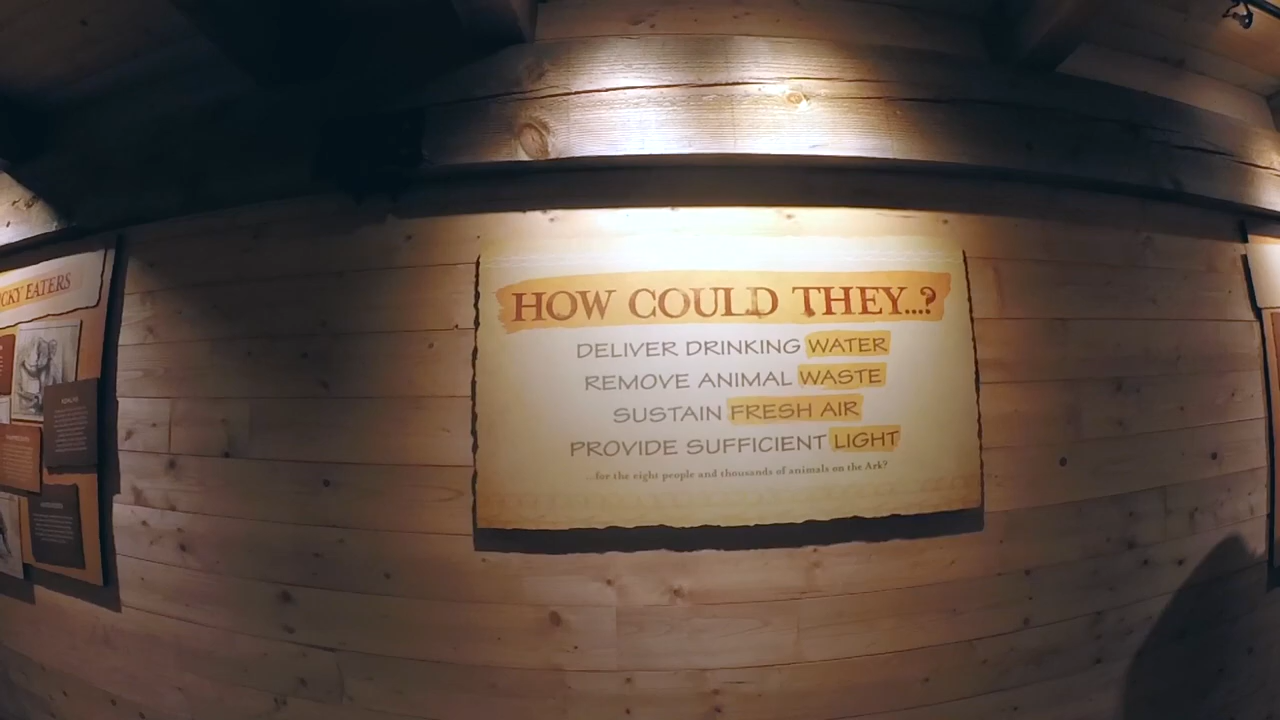 CKY EATERS
HOW COULD THEY...?
DELIVER DRINKING WATER
REMOVE ANIMAL WASTE
SUSTAIN FRESH AIR
PROVIDE SUFFICIENT LIGHT
...for the eight people and thousands of animals on the Ark?